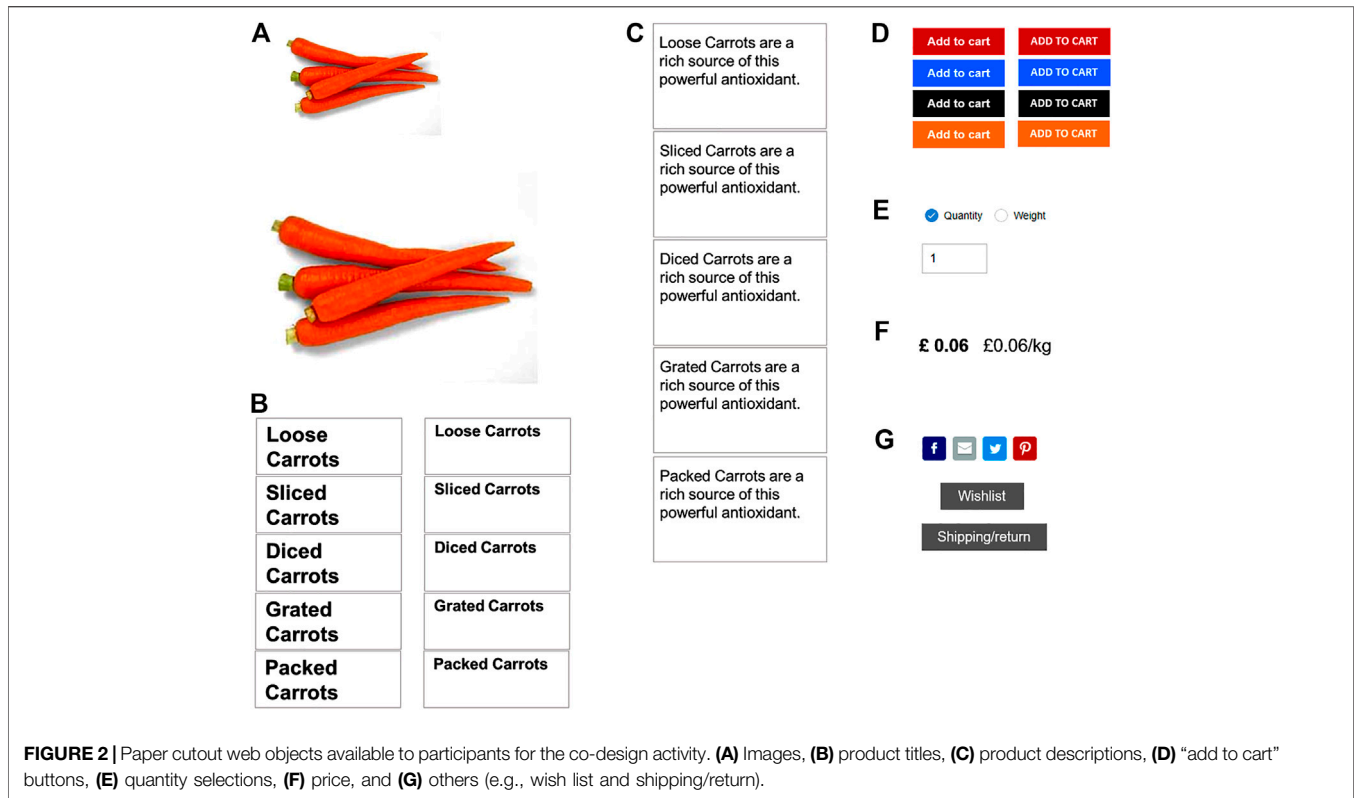 A
B
Loose
Carrots
Loose Carrots
Sliced
Carrots
Sliced Carrots
Diced
Carrots
Diced Carrots
Grated
Carrots
Grated Carrots
Packed
Carrots
Packed Carrots
C
Loose Carrots are a
rich source of this
powerful antioxidant.
Sliced Carrots are a
rich source of this
powerful antioxidant.
Diced Carrots are a
rich source of this
powerful antioxidant.
Grated Carrots are a
rich source of this
powerful antioxidant.
Packed Carrots are a
rich source of this
powerful antioxidant.
D
Add to cart ADD TO CART
Add to cart ADD TO CART
Add to cart ADD TO CART
Add to cart ADD TO CART
E
Quantity Weight
1
F
£ 0.06 £0.06/kg
G
Wishlist
Shipping/return
FIGURE 2 | Paper cutout web objects available to participants for the co-design activity. (A) Images, (B) product titles, (C) product descriptions, (D) “add to cart”
buttons, (E) quantity selections, (F) price, and (G) others (e.g., wish list and shipping/return).